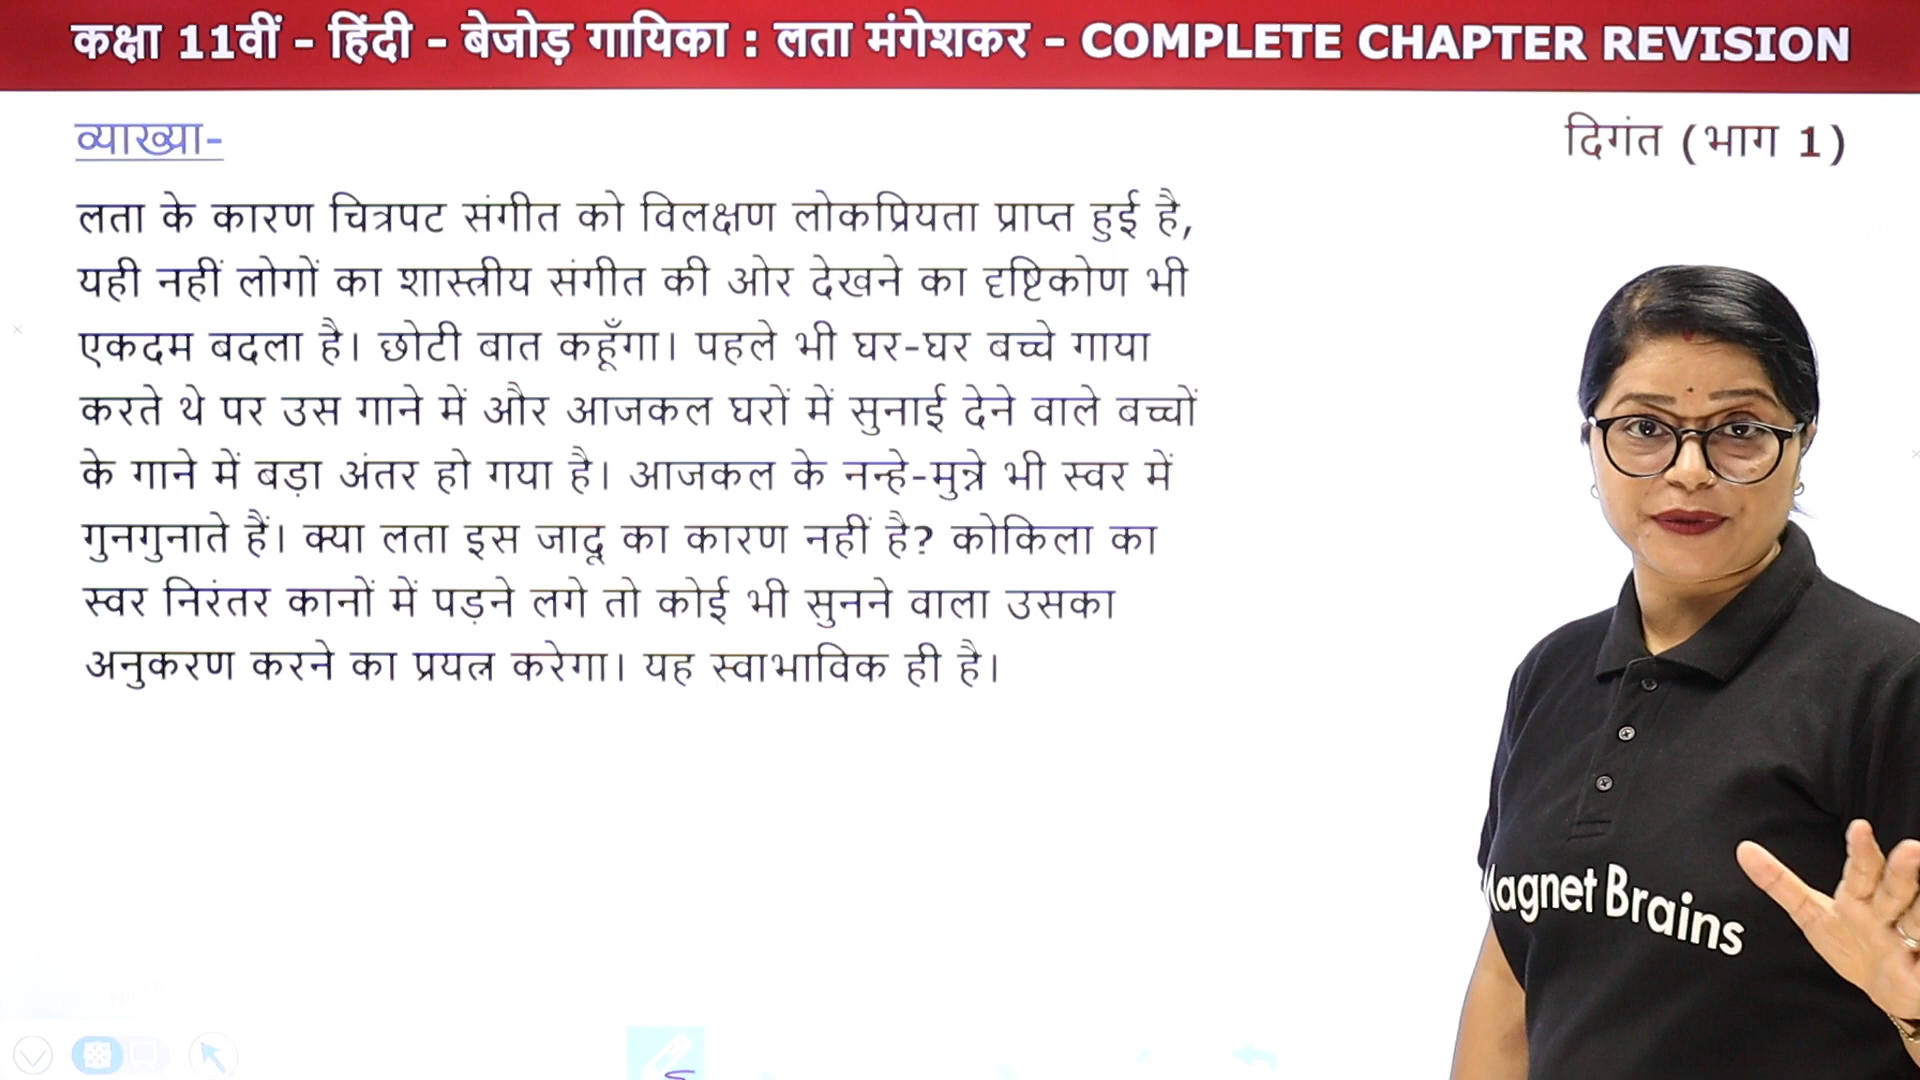 कक्षा 11वीं - हिंदी - बेजोड़ गायिका : लता मंगेशकर - COMPLETE CHAPTER REVISION
व्याख्या-
दिगंत (भाग 1)
लता के कारण चित्रपट संगीत को विलक्षण लोकप्रियता प्राप्त हुई है,
यही नहीं लोगों का शास्त्रीय संगीत की ओर देखने का दृष्टिकोण भी
एकदम बदला है। छोटी बात कहूँगा। पहले भी घर-घर बच्चे गाया
करते थे पर उस गाने में और आजकल घरों में सुनाई देने वाले बच्चों
के गाने में बड़ा अंतर हो गया है। आजकल के नन्हे-मुन्ने भी स्वर में
गुनगुनाते हैं। क्या लता इस जादू का कारण नहीं है? कोकिला का
स्वर निरंतर कानों में पड़ने लगे तो कोई भी सुनने वाला उसका
अनुकरण करने का प्रयत्न करेगा। यह स्वाभाविक ही है।
Magnet Brains